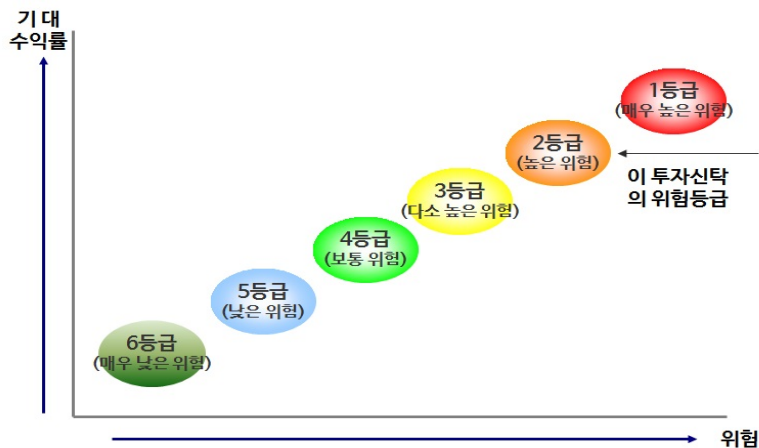 기 대
수익률
1등급
(매우 높은 위험)
2등급
(높은 위험)
이 투자신탁
의 위험등급
3등급
(다소 높은 위험)
4등급
(보통 위험)
5등급
(낮은 위험)
6등급
(매우 낮은 위험)
위험